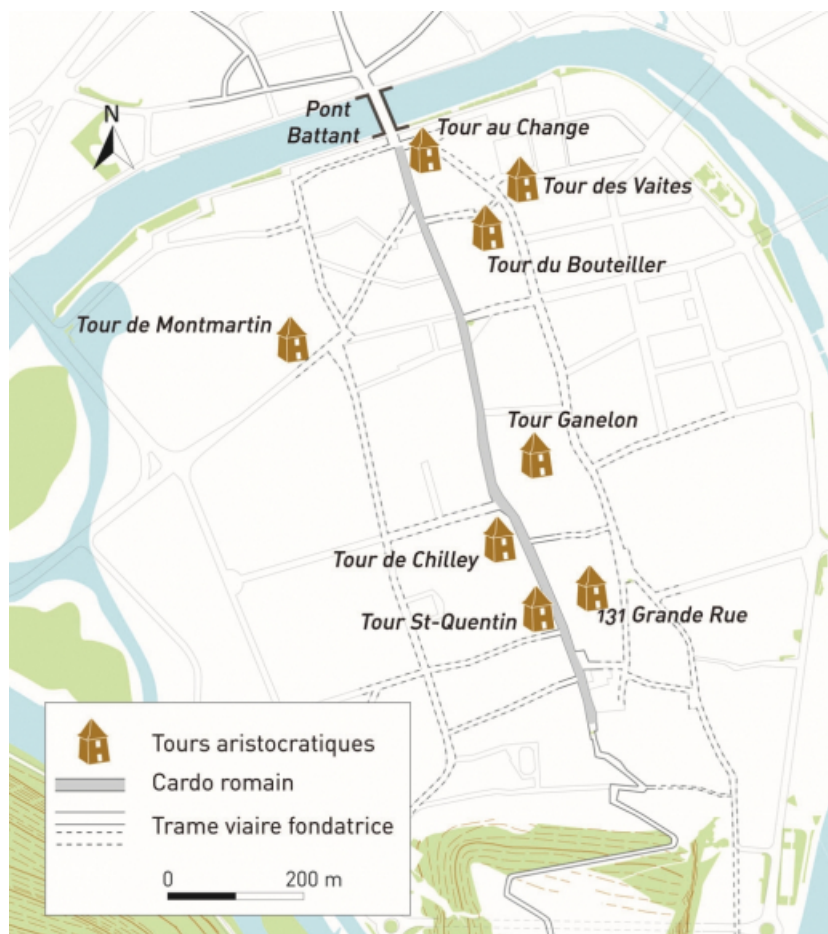 N
Pont
Battant
Tour au Change
Tour des Vaites
Tour du Bouteiller
Tour de Montmartin
Tour Ganelon
Tour de Chilley
Tour St-Quentin
131 Grande Rue
Tours aristocratiques
Cardo romain
Trame viaire fondatrice
0 200 m